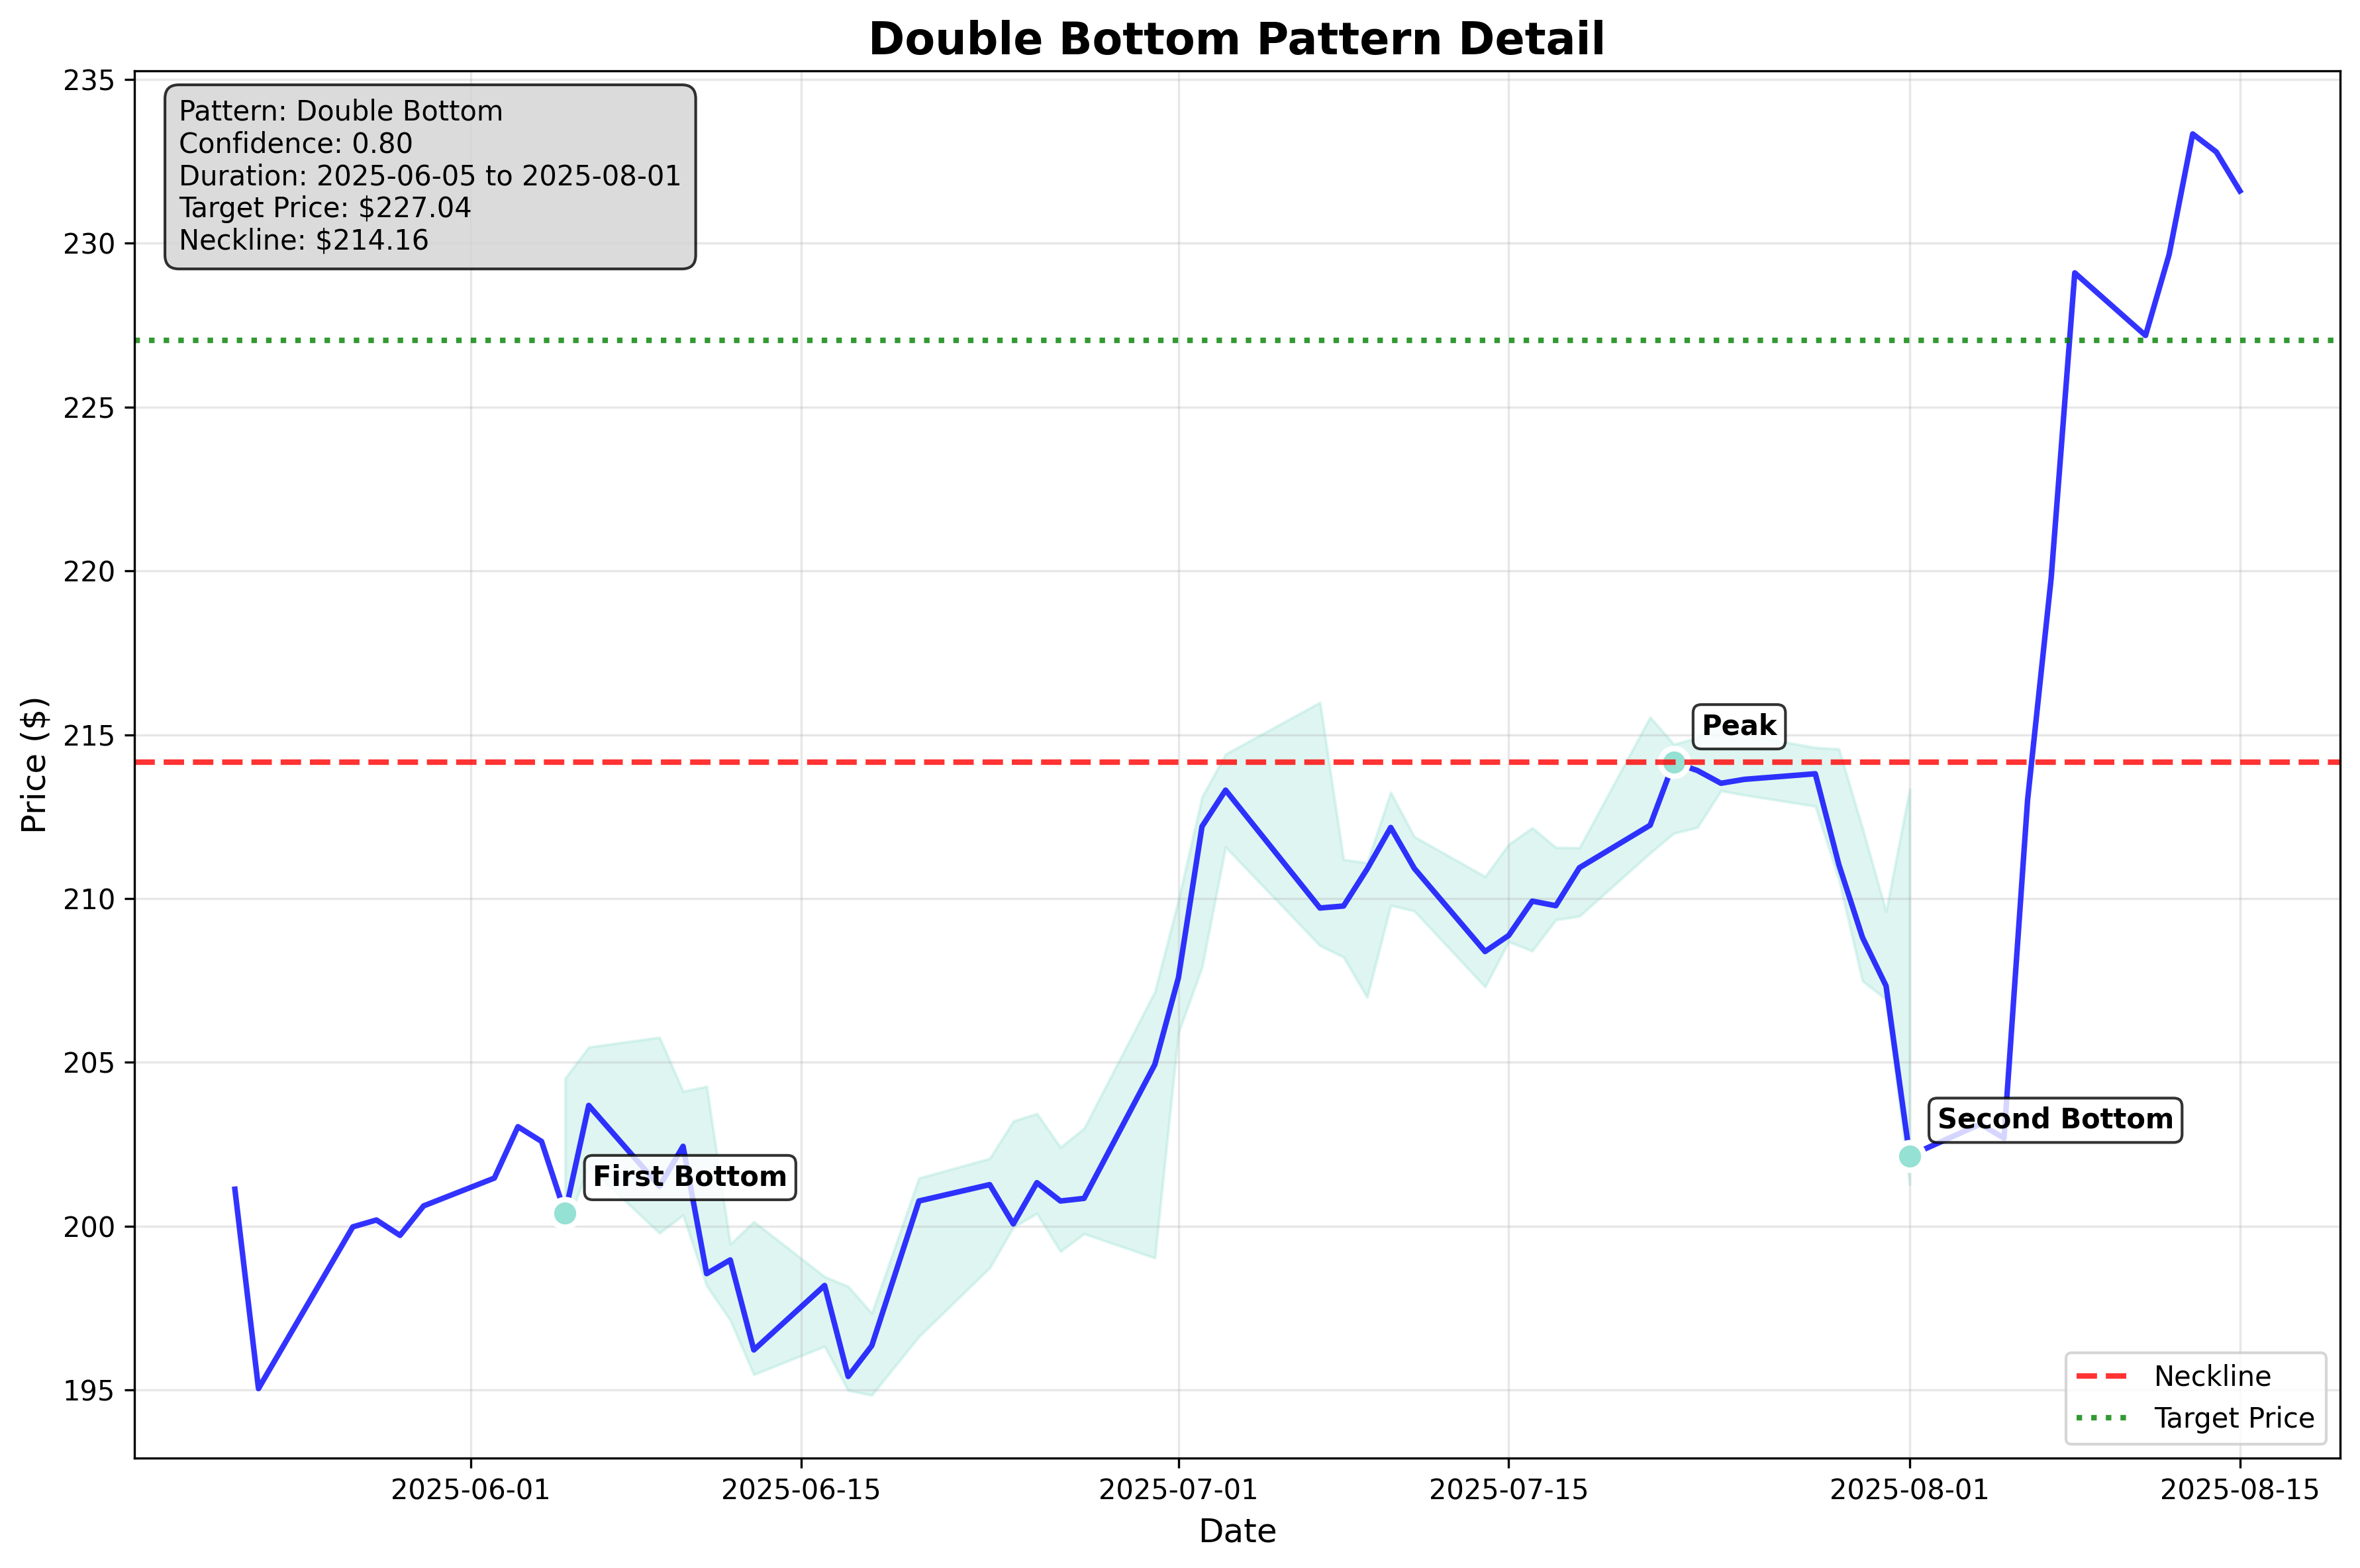 Double Bottom Pattern Detail
Pattern: Double Bottom
Confidence: 0.80
Duration: 2025-06-05 to 2025-08-01
Target Price: $227.04
Neckline: $214.16
235
230
225
220
215
210
205
200
195
Price ($)
Peak
First Bottom
Second Bottom
Neckline
Target Price
2025-06-01
2025-06-15
2025-07-01
2025-07-15
2025-08-01
2025-08-15
Date